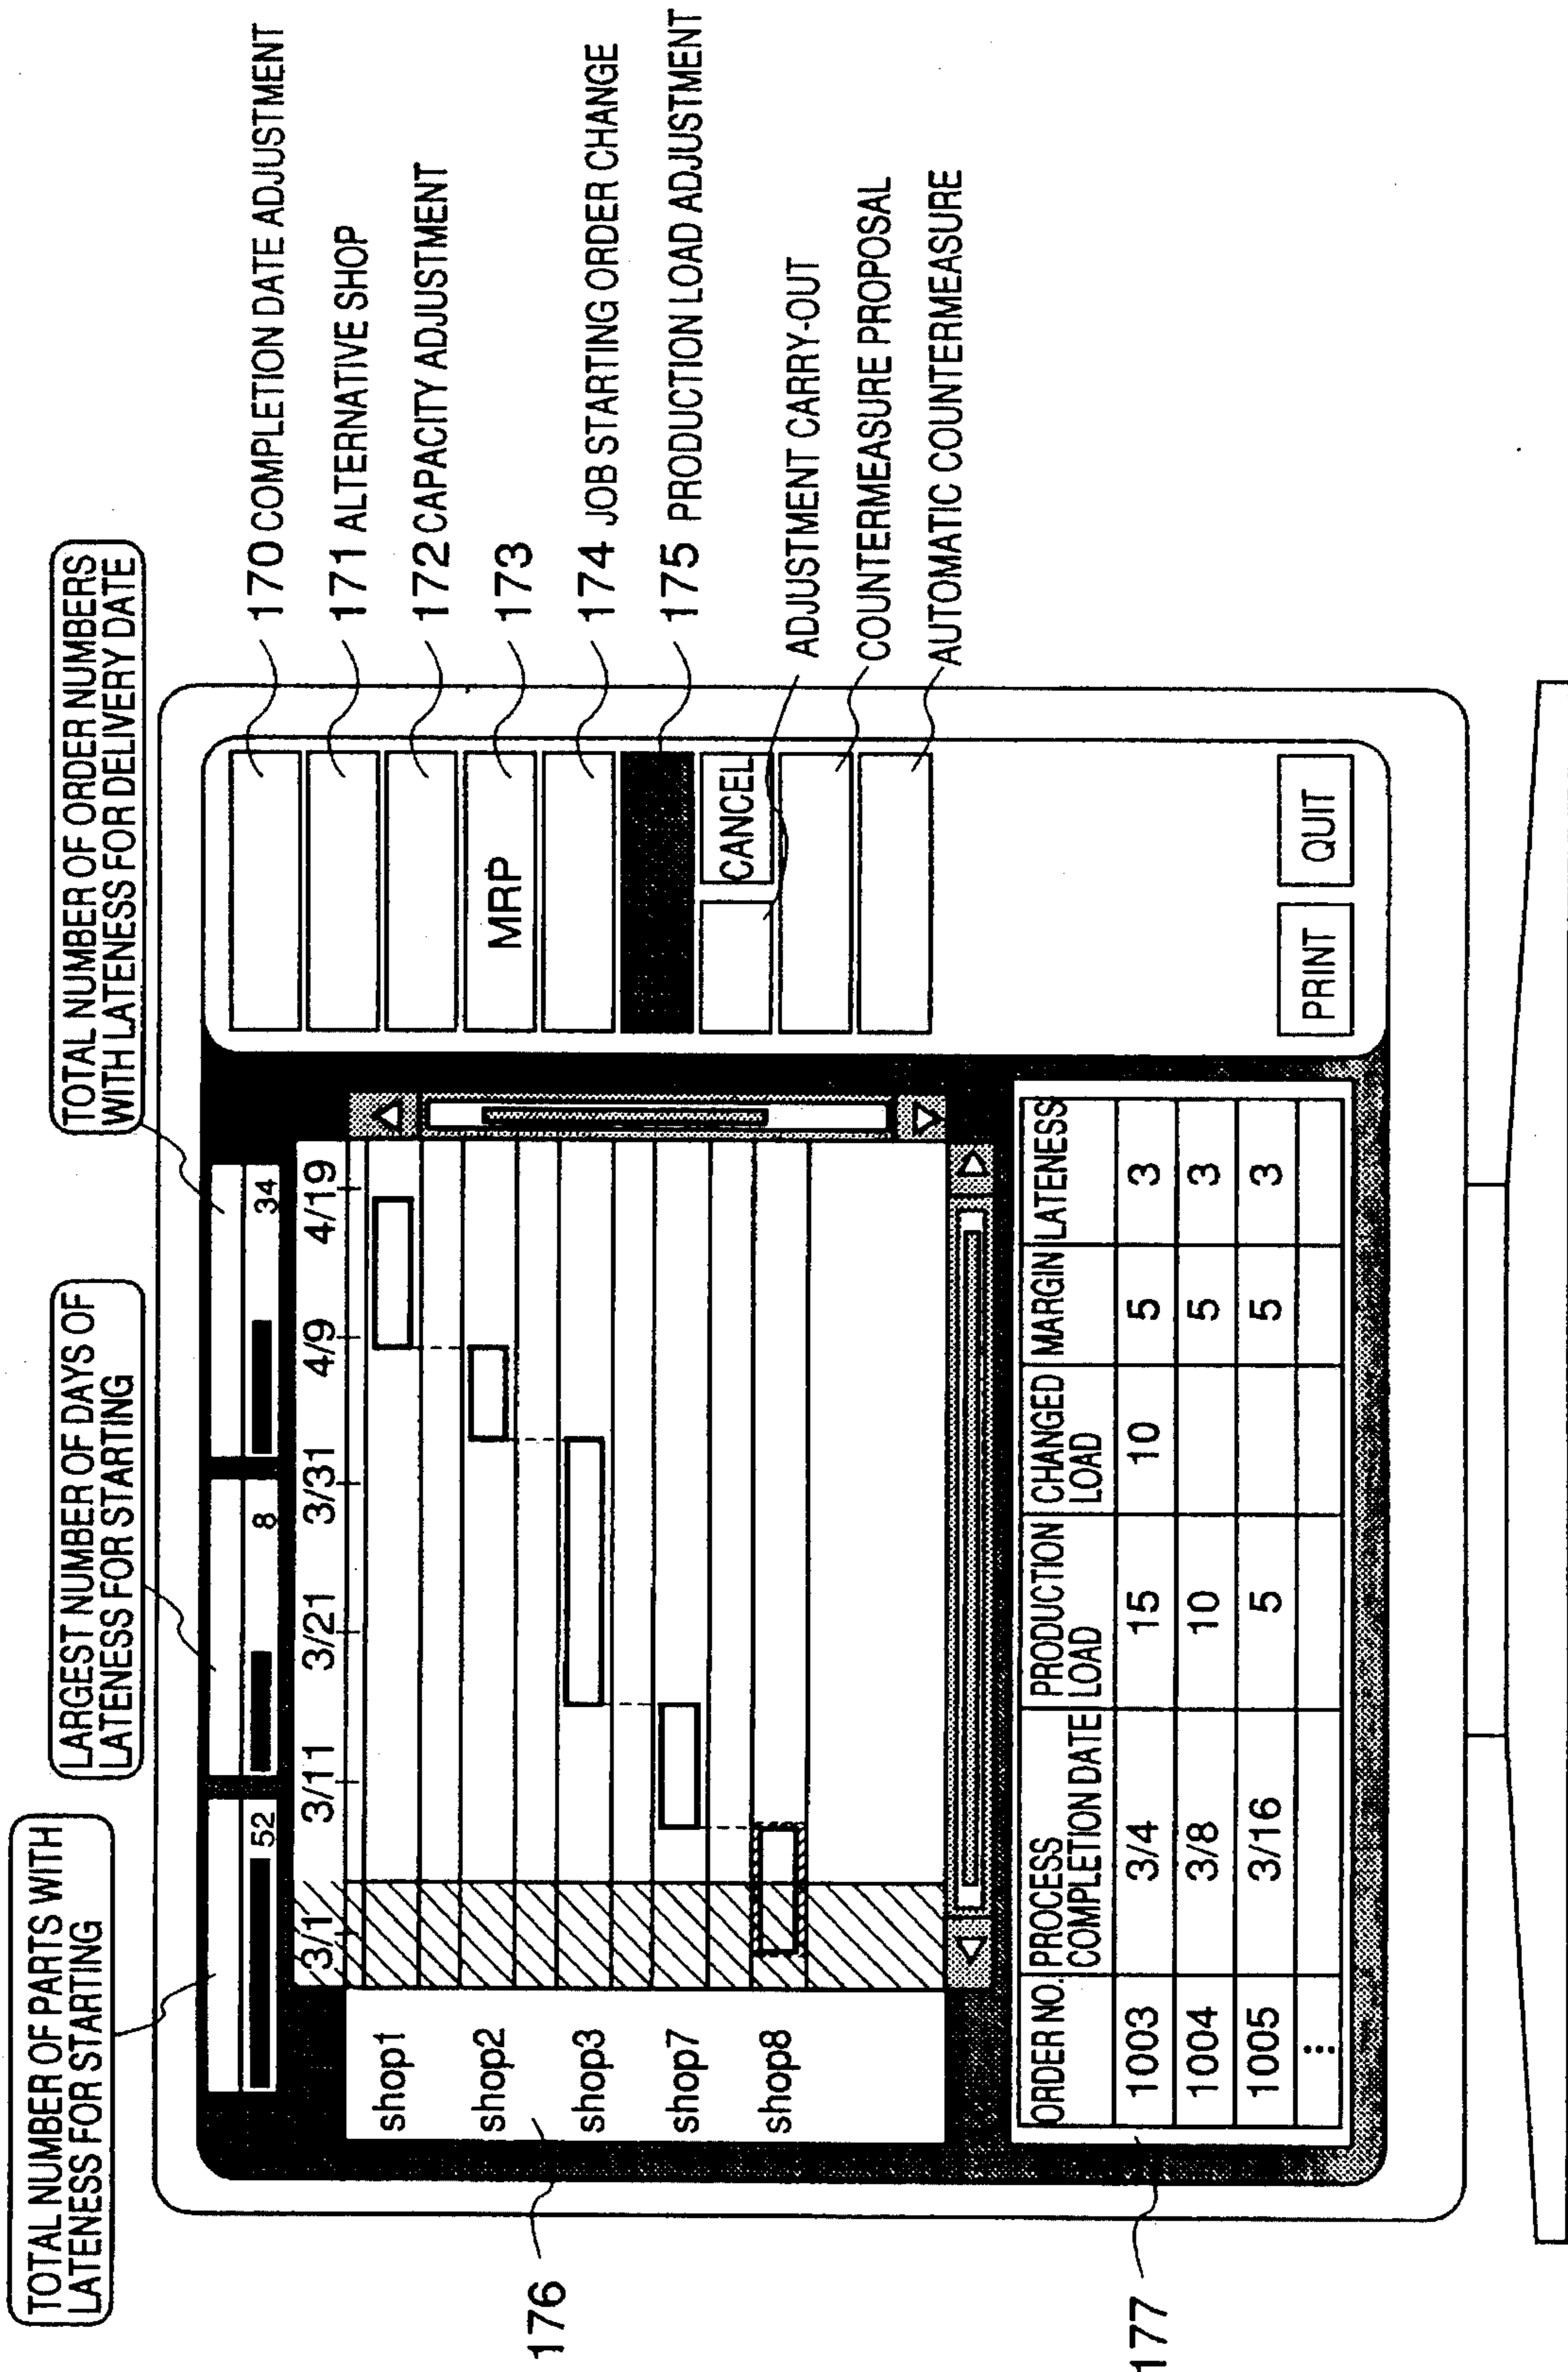 TOTAL NUMBER OF PARTS WITH
LATENESS FOR STARTING
LARGEST NUMBER OF DAYS OF
LATENESS FOR STARTING
TOTAL NUMBER OF ORDER NUMBERS
WITH LATENESS FOR DELIVERY DATE
52
8
34
3/1
3/11
3/21
3/31
4/9
4/19
shop1
shop2
shop3
shop7
shop8
176
170 COMPLETION DATE ADJUSTMENT
171 ALTERNATIVE SHOP
172 CAPACITY ADJUSTMENT
MRP
173
174 JOB STARTING ORDER CHANGE
175 PRODUCTION LOAD ADJUSTMENT
CANCEL
ADJUSTMENT CARRY-OUT
COUNTERMEASURE PROPOSAL
AUTOMATIC COUNTERMEASURE
ORDER NO. PROCESS COMPLETION DATE PRODUCTION LOAD CHANGED LOAD MARGIN LATENESS
1003 3/4 15 10 5 3
1004 3/8 10 5 3
1005 3/16 5 5 3
⋮
177
PRINT QUIT